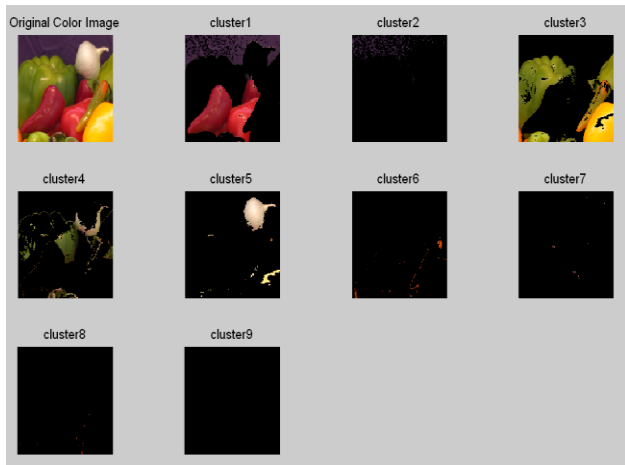 Original Color Image cluster1 cluster2 cluster3
cluster4 cluster5 cluster6 cluster7
cluster8 cluster9